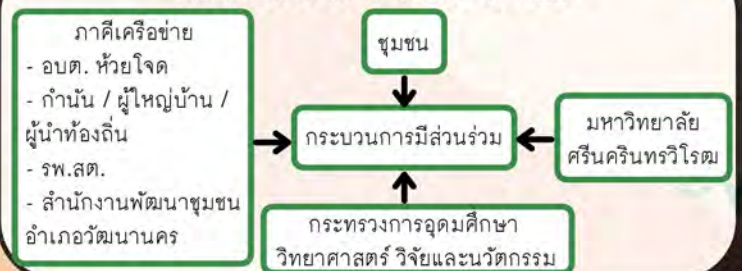 ภาคีเครือข่าย
- อบต. ห้วยโจด
- กำนัน / ผู้ใหญ่บ้าน /
ผู้นำท้องถิ่น
- รพ.สต.
- สำนักงานพัฒนาชุมชน
อำเภอวัฒนานคร
ชุมชน
กระบวนการมีส่วนร่วม
มหาวิทยาลัย
ศรีนครินทรวิโรฒ
กระทรวงการอุดมศึกษา
วิทยาศาสตร์ วิจัยและนวัตกรรม